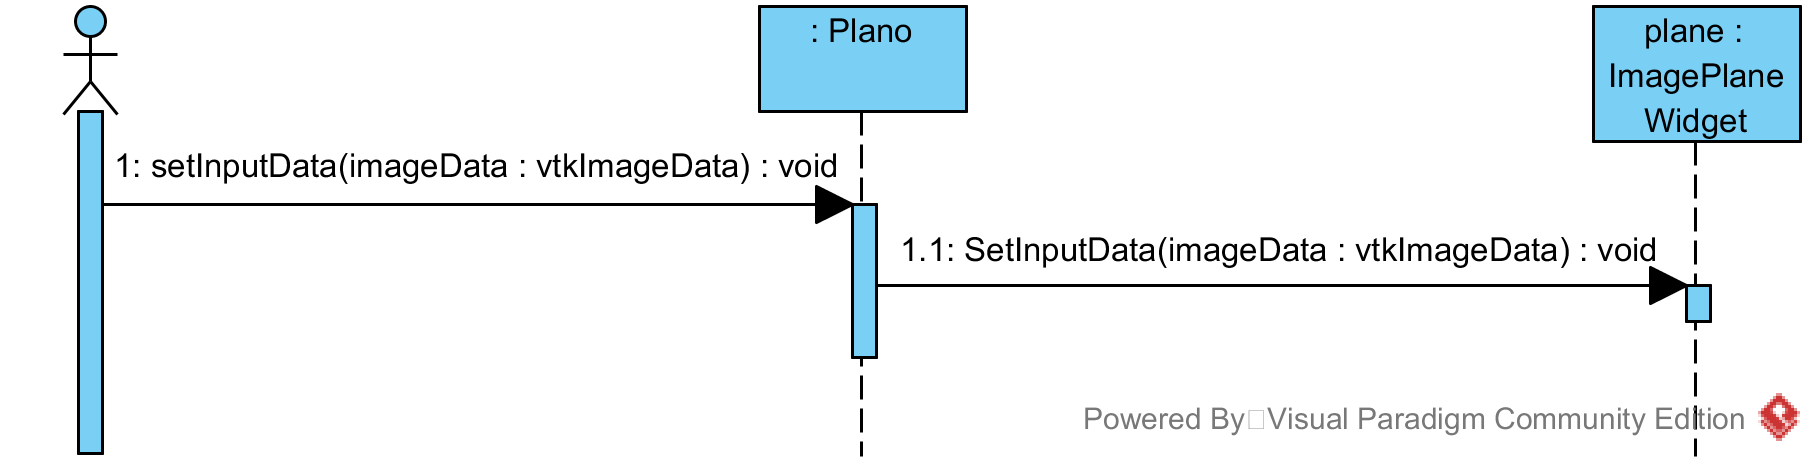 : Plano
plane :
ImagePlane
Widget
1: setInputData(imageData : vtkImageData) : void
1.1: SetInputData(imageData : vtkImageData) : void
Powered By Visual Paradigm Community Edition